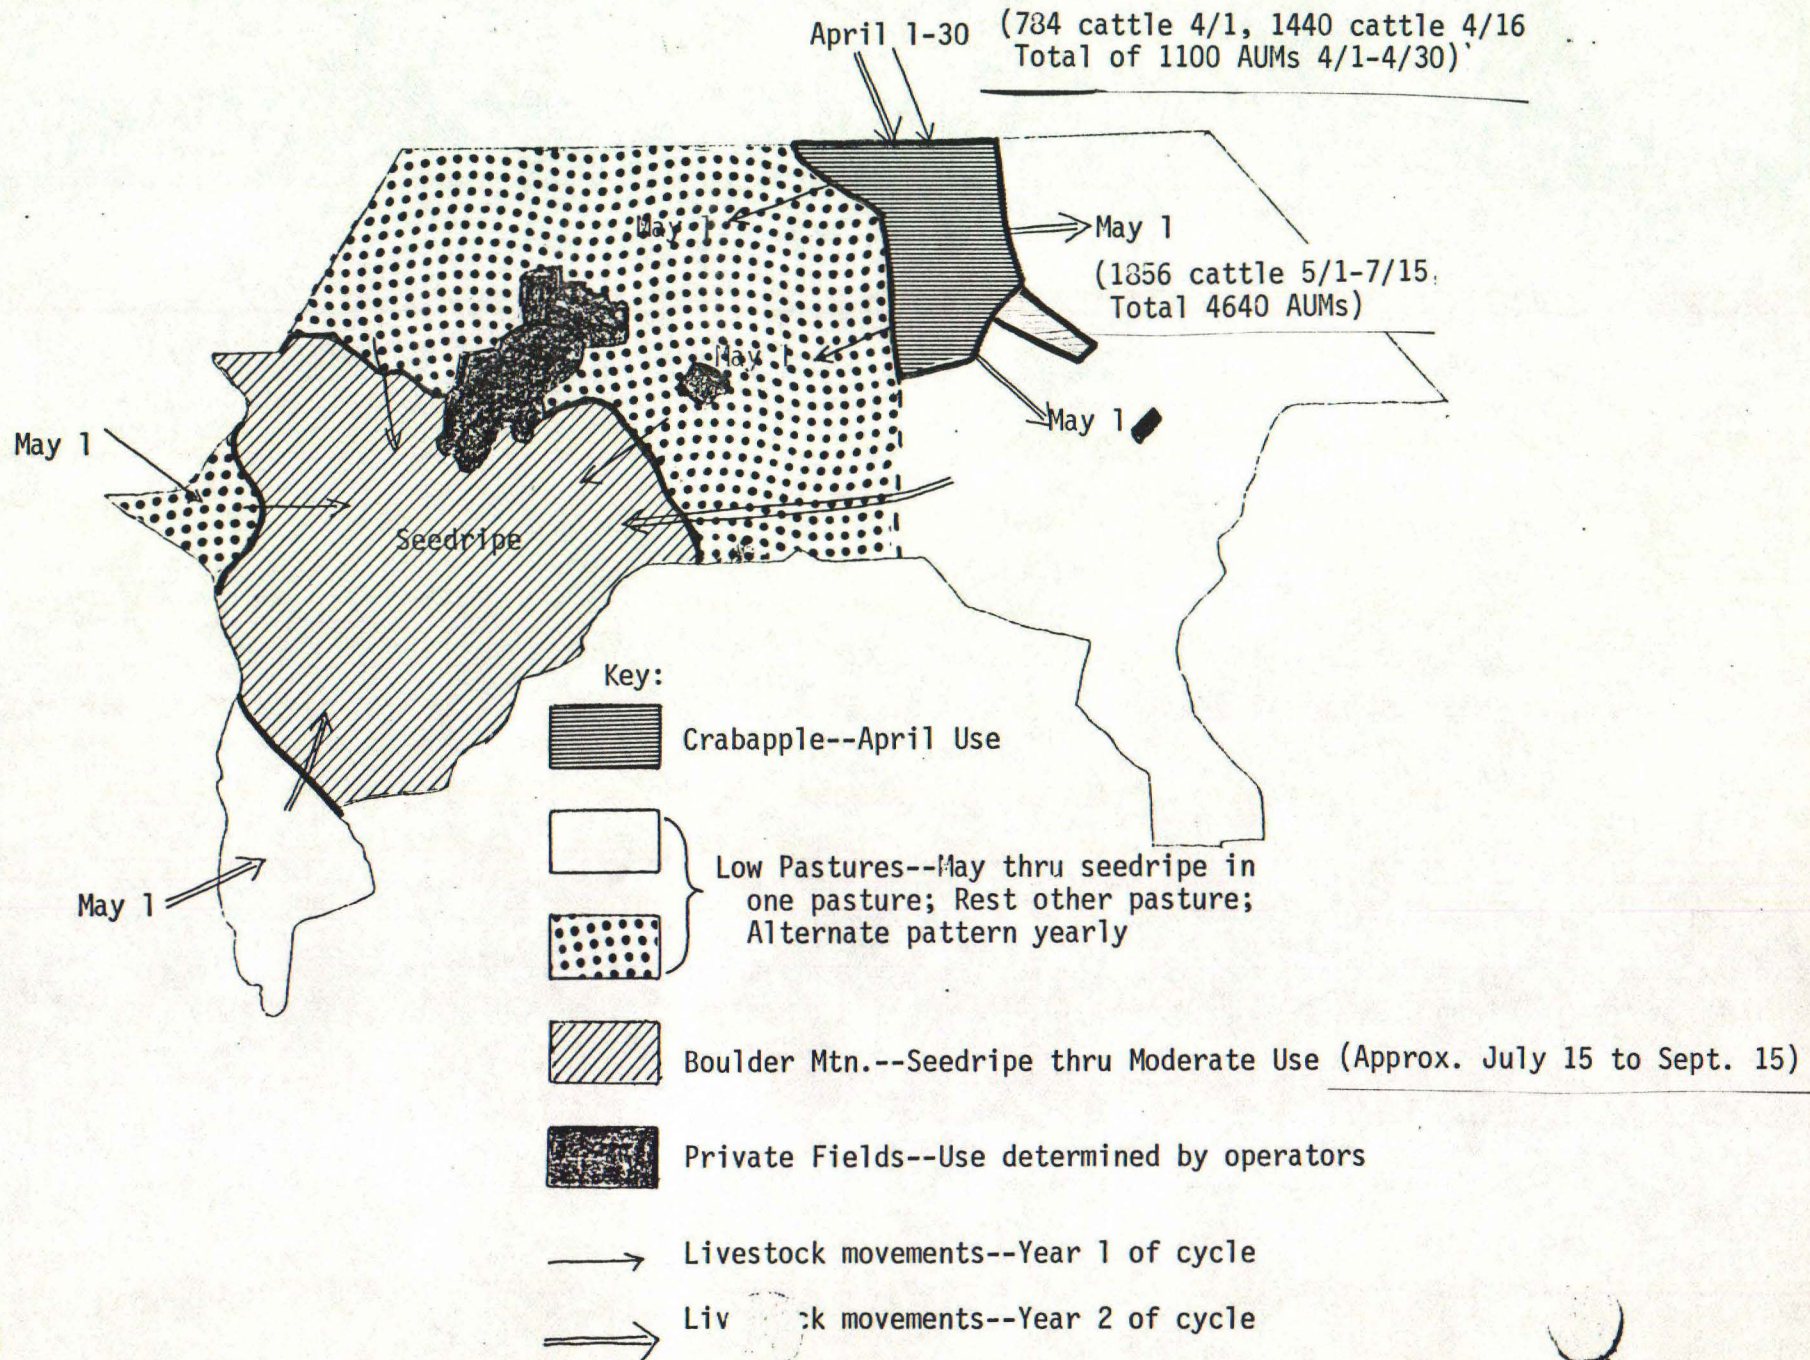 April 1-30 (784 cattle 4/1, 1440 cattle 4/16
Total of 1100 AUMs 4/1-4/30)
May 1
May 1
(1856 cattle 5/1-7/15,
Total 4640 AUMs)
May 1
May 1
May 1
Seedripe
Key:
Crabapple--April Use
Low Pastures--May thru seedripe in
one pasture; Rest other pasture;
Alternate pattern yearly
May 1
Boulder Mtn.--Seedripe thru Moderate Use (Approx. July 15 to Sept. 15)
Private Fields--Use determined by operators
Livestock movements--Year 1 of cycle
Liv :k movements--Year 2 of cycle